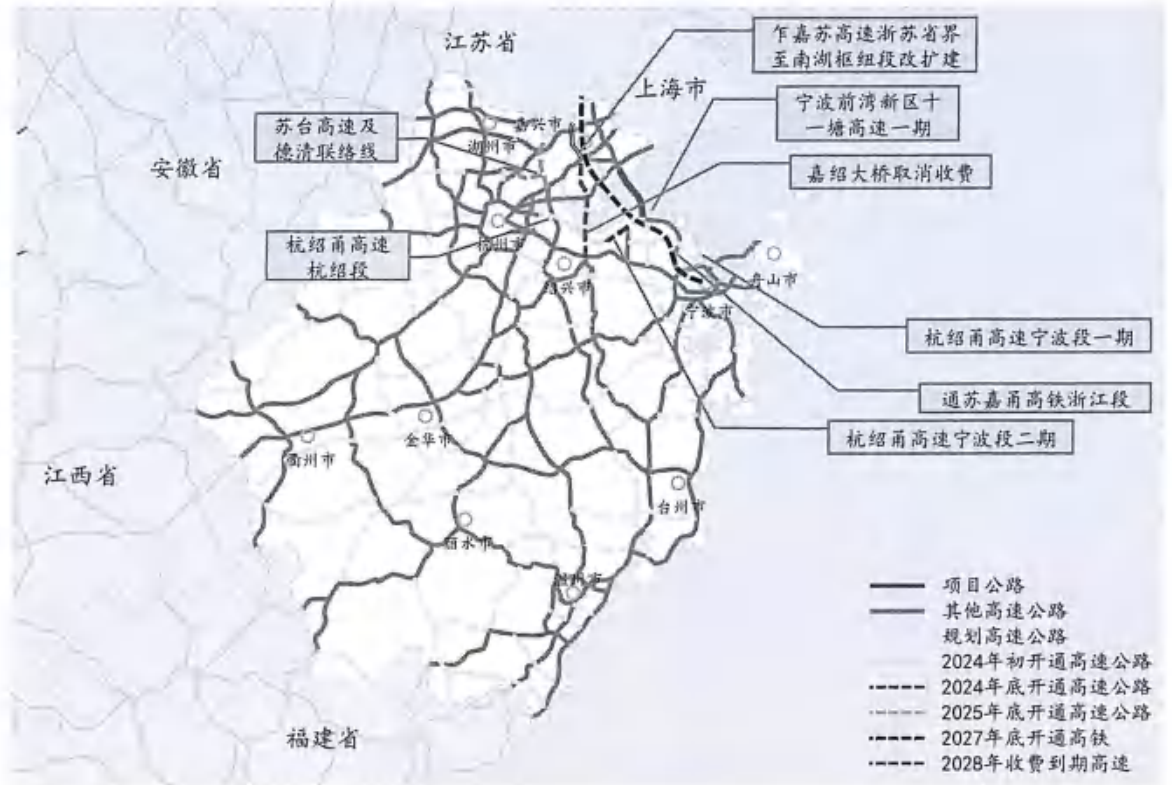 江苏省
乍嘉苏高速浙苏省界
至南湖枢纽段改扩建
上海市
宁波前湾新区十
一塘高速一期
苏台高速及
德清联络线
嘉兴市
湖州市
安徽省
嘉绍大桥取消收费
杭绍甬高速
杭绍段
杭州市
绍兴市
舟山市
宁波市
杭绍甬高速宁波段一期
通苏嘉甬高铁浙江段
杭绍甬高速宁波段二期
金华市
衢州市
江西省
台州市
丽水市
温州市
福建省
项目公路
其他高速公路
规划高速公路
2024年初开通高速公路
2024年底开通高速公路
2025年底开通高速公路
2027年底开通高铁
2028年收费到期高速